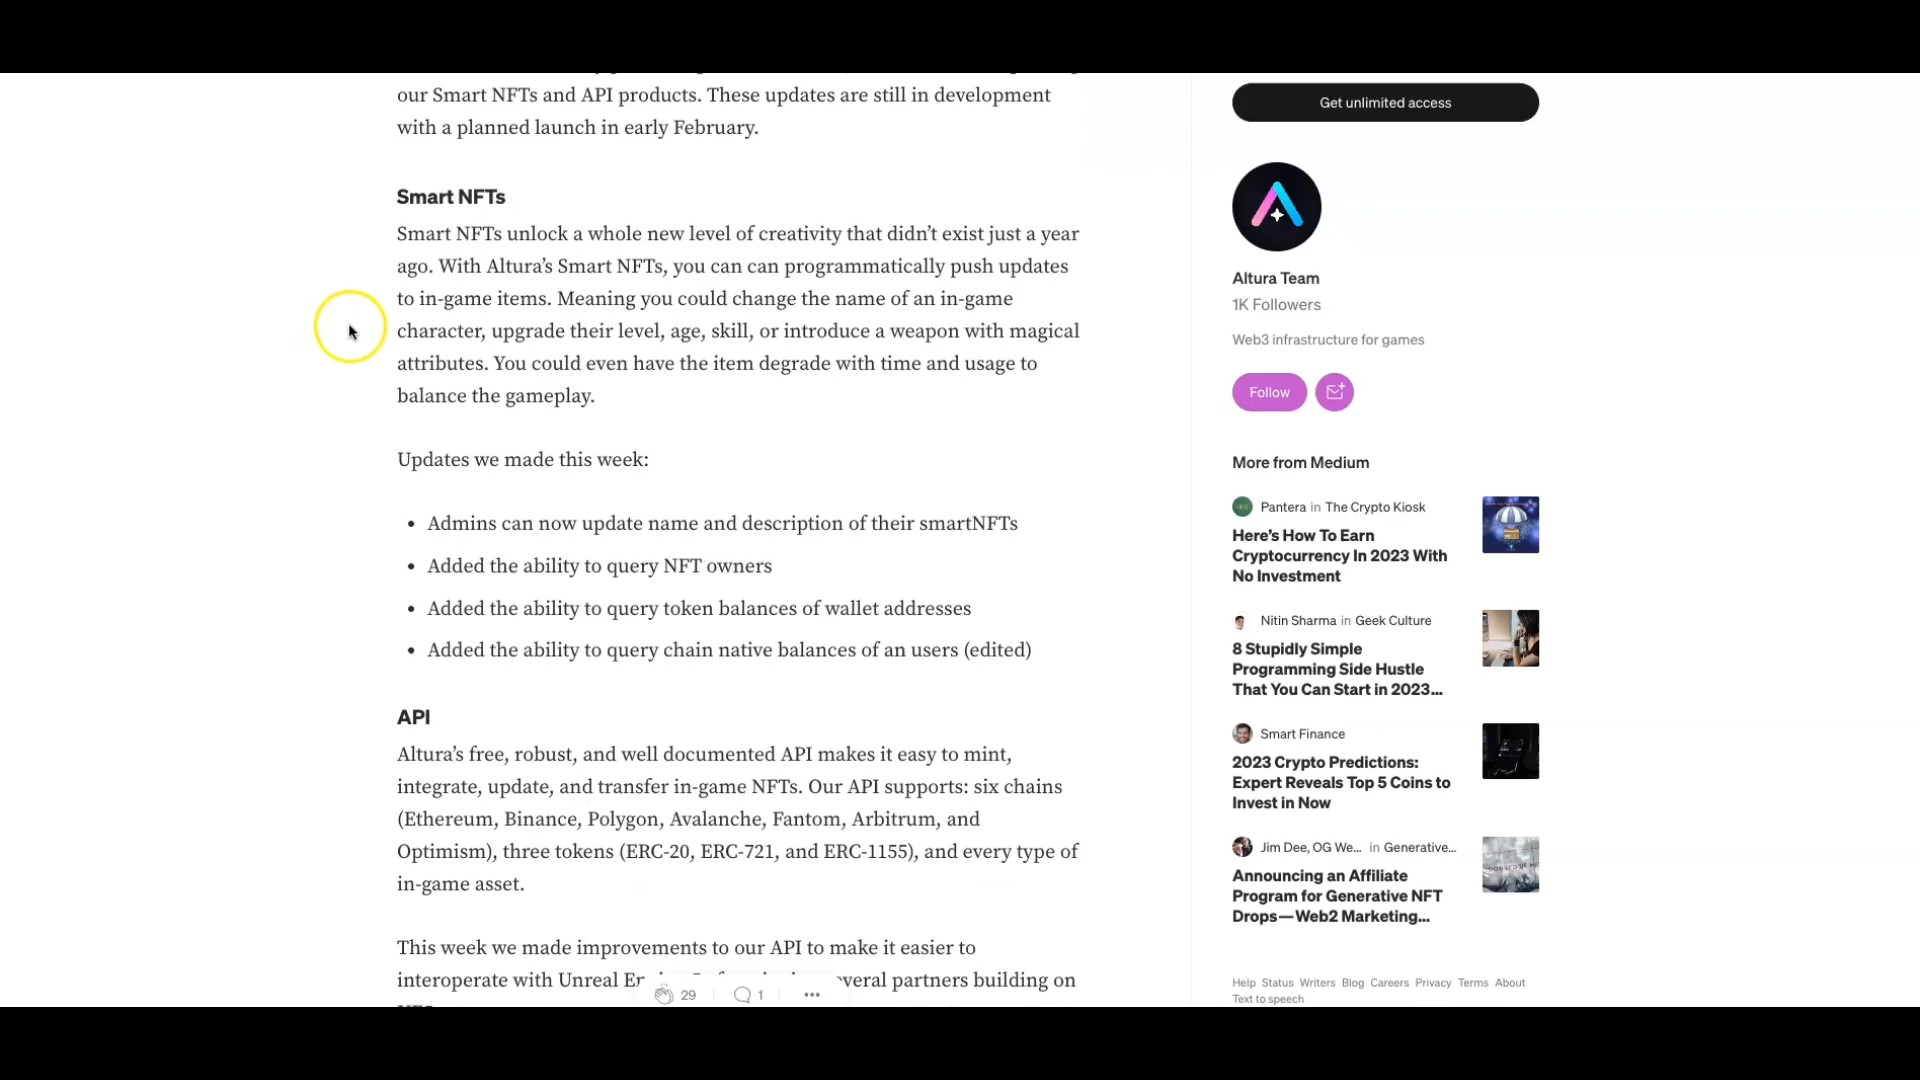 our Smart NFTs and API products. These updates are still in development
with a planned launch in early February.
Smart NFTs
Smart NFTs unlock a whole new level of creativity that didn’t exist just a year
ago. With Altura’s Smart NFTs, you can can programmatically push updates
to in-game items. Meaning you could change the name of an in-game
character, upgrade their level, age, skill, or introduce a weapon with magical
attributes. You could even have the item degrade with time and usage to
balance the gameplay.
Updates we made this week:
• Admins can now update name and description of their smartNFTs
• Added the ability to query NFT owners
• Added the ability to query token balances of wallet addresses
• Added the ability to query chain native balances of an users (edited)
API
Altura’s free, robust, and well documented API makes it easy to mint,
integrate, update, and transfer in-game NFTs. Our API supports: six chains
(Ethereum, Binance, Polygon, Avalanche, Fantom, Arbitrum, and
Optimism), three tokens (ERC-20, ERC-721, and ERC-1155), and every type of
in-game asset.
This week we made improvements to our API to make it easier to
interoperate with Unreal building on
29
1
Get unlimited access
Altura Team
1K Followers
Web3 infrastructure for games
Follow
More from Medium
Pantera in The Crypto Kiosk
Here’s How To Earn
Cryptocurrency In 2023 With
No Investment
Nitin Sharma in Geek Culture
8 Stupidly Simple
Programming Side Hustle
That You Can Start in 2023...
Smart Finance
2023 Crypto Predictions:
Expert Reveals Top 5 Coins to
Invest in Now
Jim Dee, OG We... in Generative...
Announcing an Affiliate
Program for Generative NFT
Drops—Web2 Marketing...
Help Status Writers Blog Careers Privacy Terms About
Text to speech